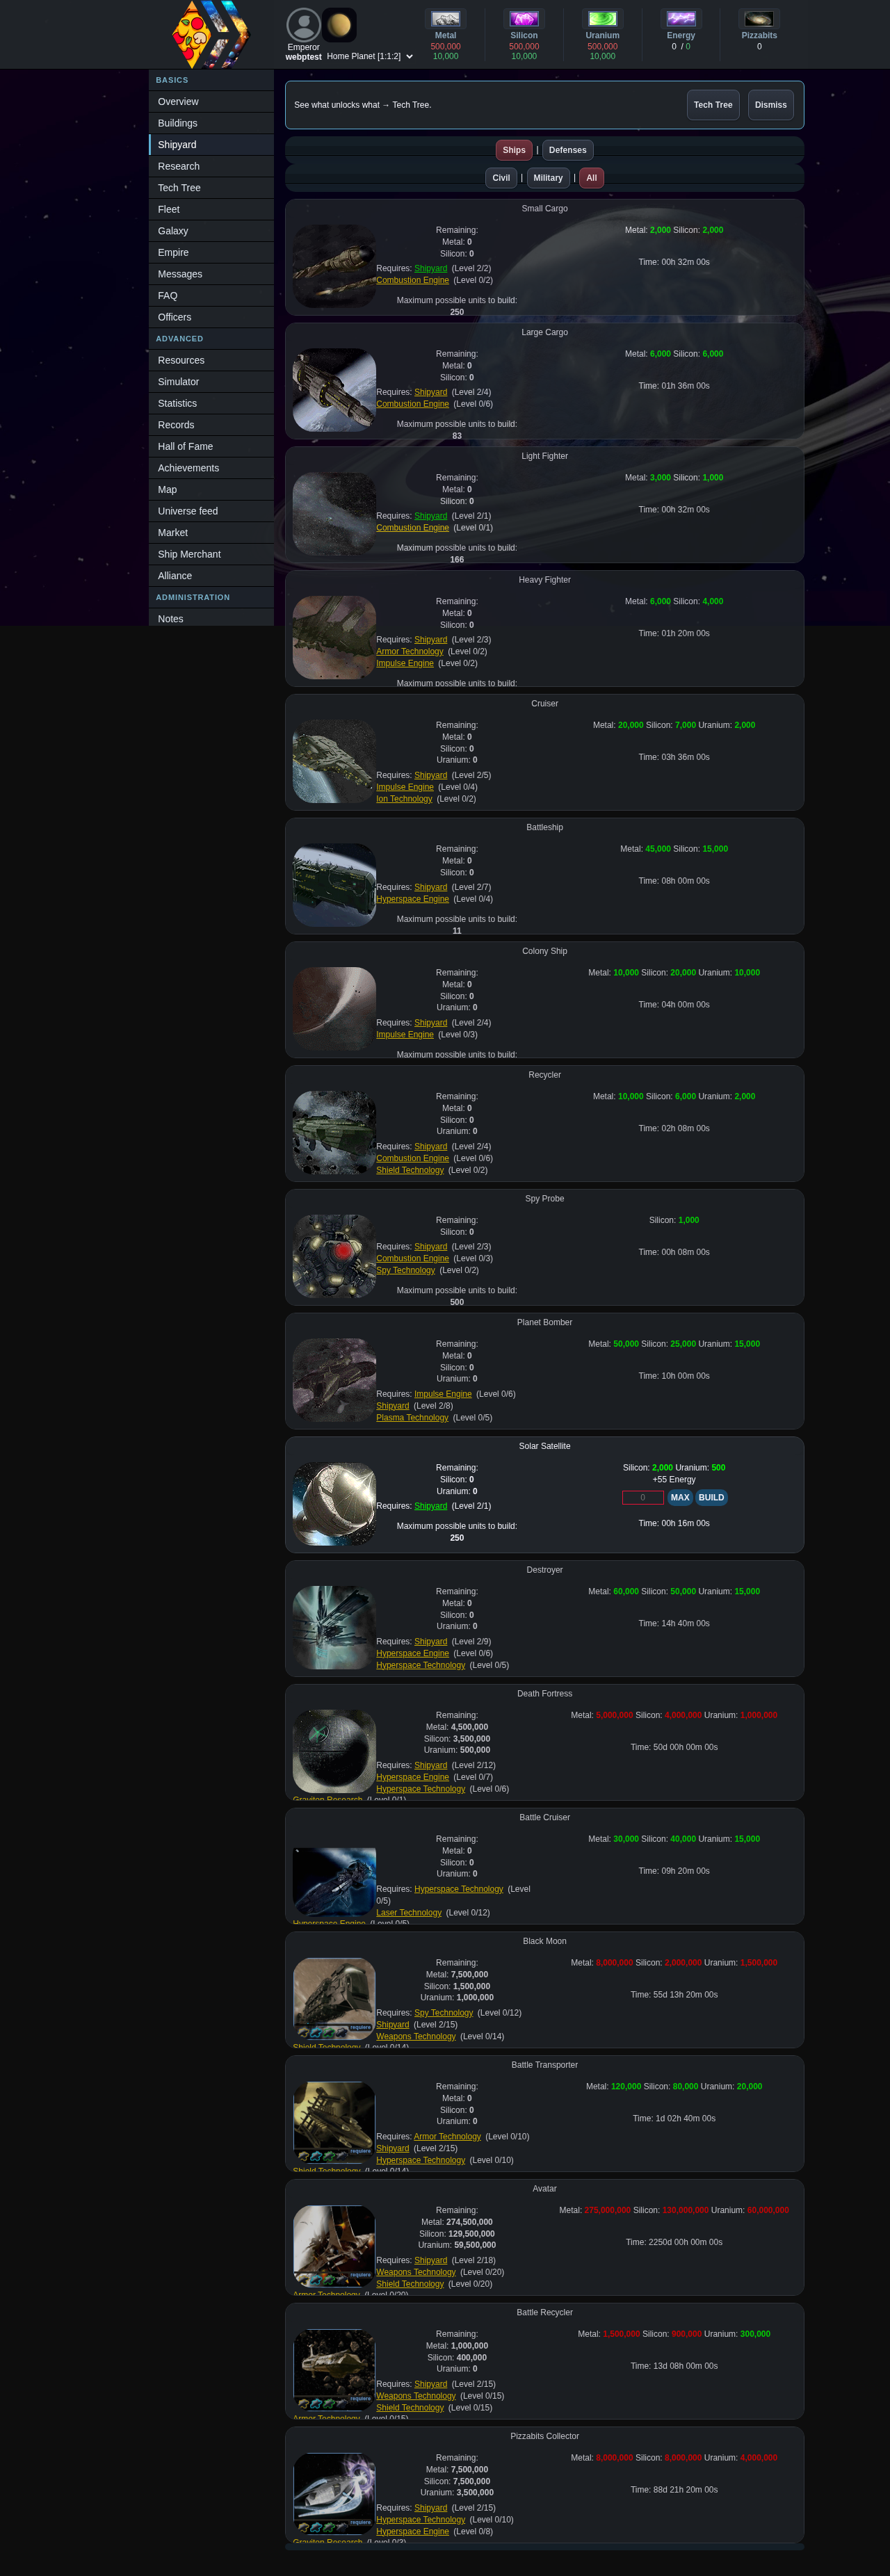 Emperor
webptest
Home Planet [1:1:2]
Metal
500,000
10,000
Silicon
500,000
10,000
Uranium
500,000
10,000
Energy
0 / 0
Pizzabits
0
BASICS
Overview
Buildings
Shipyard
Research
Tech Tree
Fleet
Galaxy
Empire
Messages
FAQ
Officers
ADVANCED
Resources
Simulator
Statistics
Records
Hall of Fame
Achievements
Map
Universe feed
Market
Ship Merchant
Alliance
ADMINISTRATION
Notes
See what unlocks what → Tech Tree.
Tech Tree
Dismiss
Ships | Defenses
Civil | Military | All
Small Cargo
Remaining:
Metal: 0
Silicon: 0
Requires: Shipyard (Level 2/2)
Combustion Engine (Level 0/2)
Maximum possible units to build:
250
Metal: 2,000 Silicon: 2,000
Time: 00h 32m 00s
Large Cargo
Remaining:
Metal: 0
Silicon: 0
Requires: Shipyard (Level 2/4)
Combustion Engine (Level 0/6)
Maximum possible units to build:
83
Metal: 6,000 Silicon: 6,000
Time: 01h 36m 00s
Light Fighter
Remaining:
Metal: 0
Silicon: 0
Requires: Shipyard (Level 2/1)
Combustion Engine (Level 0/1)
Maximum possible units to build:
166
Metal: 3,000 Silicon: 1,000
Time: 00h 32m 00s
Heavy Fighter
Remaining:
Metal: 0
Silicon: 0
Requires: Shipyard (Level 2/3)
Armor Technology (Level 0/2)
Impulse Engine (Level 0/2)
Maximum possible units to build:
Metal: 6,000 Silicon: 4,000
Time: 01h 20m 00s
Cruiser
Remaining:
Metal: 0
Silicon: 0
Uranium: 0
Requires: Shipyard (Level 2/5)
Impulse Engine (Level 0/4)
Ion Technology (Level 0/2)
Metal: 20,000 Silicon: 7,000 Uranium: 2,000
Time: 03h 36m 00s
Battleship
Remaining:
Metal: 0
Silicon: 0
Requires: Shipyard (Level 2/7)
Hyperspace Engine (Level 0/4)
Maximum possible units to build:
11
Metal: 45,000 Silicon: 15,000
Time: 08h 00m 00s
Colony Ship
Remaining:
Metal: 0
Silicon: 0
Uranium: 0
Requires: Shipyard (Level 2/4)
Impulse Engine (Level 0/3)
Maximum possible units to build:
Metal: 10,000 Silicon: 20,000 Uranium: 10,000
Time: 04h 00m 00s
Recycler
Remaining:
Metal: 0
Silicon: 0
Uranium: 0
Requires: Shipyard (Level 2/4)
Combustion Engine (Level 0/6)
Shield Technology (Level 0/2)
Metal: 10,000 Silicon: 6,000 Uranium: 2,000
Time: 02h 08m 00s
Spy Probe
Remaining:
Silicon: 0
Requires: Shipyard (Level 2/3)
Combustion Engine (Level 0/3)
Spy Technology (Level 0/2)
Maximum possible units to build:
500
Silicon: 1,000
Time: 00h 08m 00s
Planet Bomber
Remaining:
Metal: 0
Silicon: 0
Uranium: 0
Requires: Impulse Engine (Level 0/6)
Shipyard (Level 2/8)
Plasma Technology (Level 0/5)
Metal: 50,000 Silicon: 25,000 Uranium: 15,000
Time: 10h 00m 00s
Solar Satellite
Remaining:
Silicon: 0
Uranium: 0
Requires: Shipyard (Level 2/1)
Maximum possible units to build:
250
Silicon: 2,000 Uranium: 500
+55 Energy
0 MAX BUILD
Time: 00h 16m 00s
Destroyer
Remaining:
Metal: 0
Silicon: 0
Uranium: 0
Requires: Shipyard (Level 2/9)
Hyperspace Engine (Level 0/6)
Hyperspace Technology (Level 0/5)
Metal: 60,000 Silicon: 50,000 Uranium: 15,000
Time: 14h 40m 00s
Death Fortress
Remaining:
Metal: 4,500,000
Silicon: 3,500,000
Uranium: 500,000
Requires: Shipyard (Level 2/12)
Hyperspace Engine (Level 0/7)
Hyperspace Technology (Level 0/6)
Graviton Research (Level 0/1)
Metal: 5,000,000 Silicon: 4,000,000 Uranium: 1,000,000
Time: 50d 00h 00m 00s
Battle Cruiser
Remaining:
Metal: 0
Silicon: 0
Uranium: 0
Requires: Hyperspace Technology (Level
0/5)
Laser Technology (Level 0/12)
Hyperspace Engine (Level 0/5)
Metal: 30,000 Silicon: 40,000 Uranium: 15,000
Time: 09h 20m 00s
Black Moon
Remaining:
Metal: 7,500,000
Silicon: 1,500,000
Uranium: 1,000,000
requiere
Requires: Spy Technology (Level 0/12)
Shipyard (Level 2/15)
Weapons Technology (Level 0/14)
Shield Technology (Level 0/14)
Metal: 8,000,000 Silicon: 2,000,000 Uranium: 1,500,000
Time: 55d 13h 20m 00s
Battle Transporter
Remaining:
Metal: 0
Silicon: 0
Uranium: 0
requiere
Requires: Armor Technology (Level 0/10)
Shipyard (Level 2/15)
Hyperspace Technology (Level 0/10)
Shield Technology (Level 0/14)
Metal: 120,000 Silicon: 80,000 Uranium: 20,000
Time: 1d 02h 40m 00s
Avatar
Remaining:
Metal: 274,500,000
Silicon: 129,500,000
Uranium: 59,500,000
requiere
Requires: Shipyard (Level 2/18)
Weapons Technology (Level 0/20)
Shield Technology (Level 0/20)
Armor Technology (Level 0/20)
Metal: 275,000,000 Silicon: 130,000,000 Uranium: 60,000,000
Time: 2250d 00h 00m 00s
Battle Recycler
Remaining:
Metal: 1,000,000
Silicon: 400,000
Uranium: 0
requiere
Requires: Shipyard (Level 2/15)
Weapons Technology (Level 0/15)
Shield Technology (Level 0/15)
Armor Technology (Level 0/15)
Metal: 1,500,000 Silicon: 900,000 Uranium: 300,000
Time: 13d 08h 00m 00s
Pizzabits Collector
Remaining:
Metal: 7,500,000
Silicon: 7,500,000
Uranium: 3,500,000
requiere
Requires: Shipyard (Level 2/15)
Hyperspace Technology (Level 0/10)
Hyperspace Engine (Level 0/8)
Graviton Research (Level 0/3)
Metal: 8,000,000 Silicon: 8,000,000 Uranium: 4,000,000
Time: 88d 21h 20m 00s